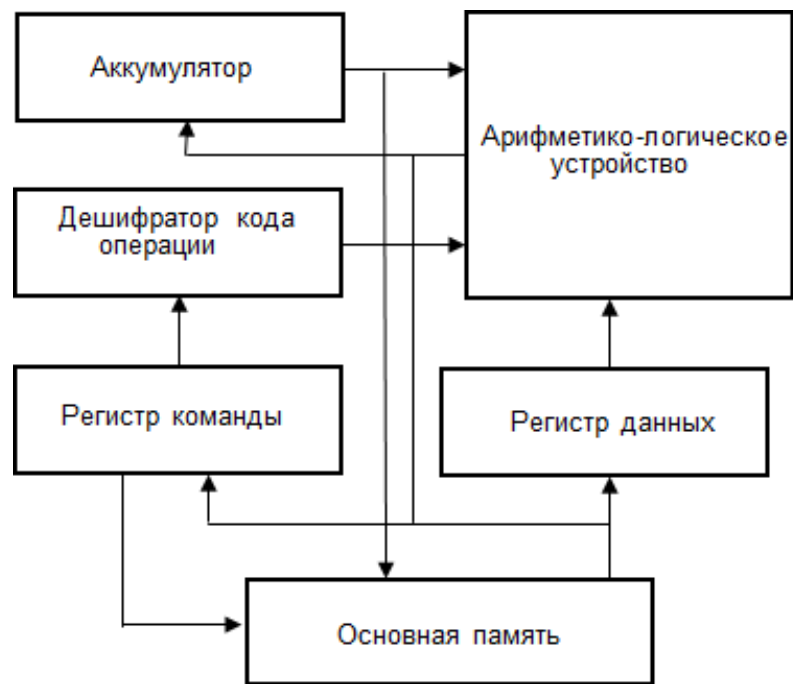 Аккумулятор
Арифметико-логическое
устройство
Дешифратор кода
операции
Регистр команды
Регистр данных
Основная память